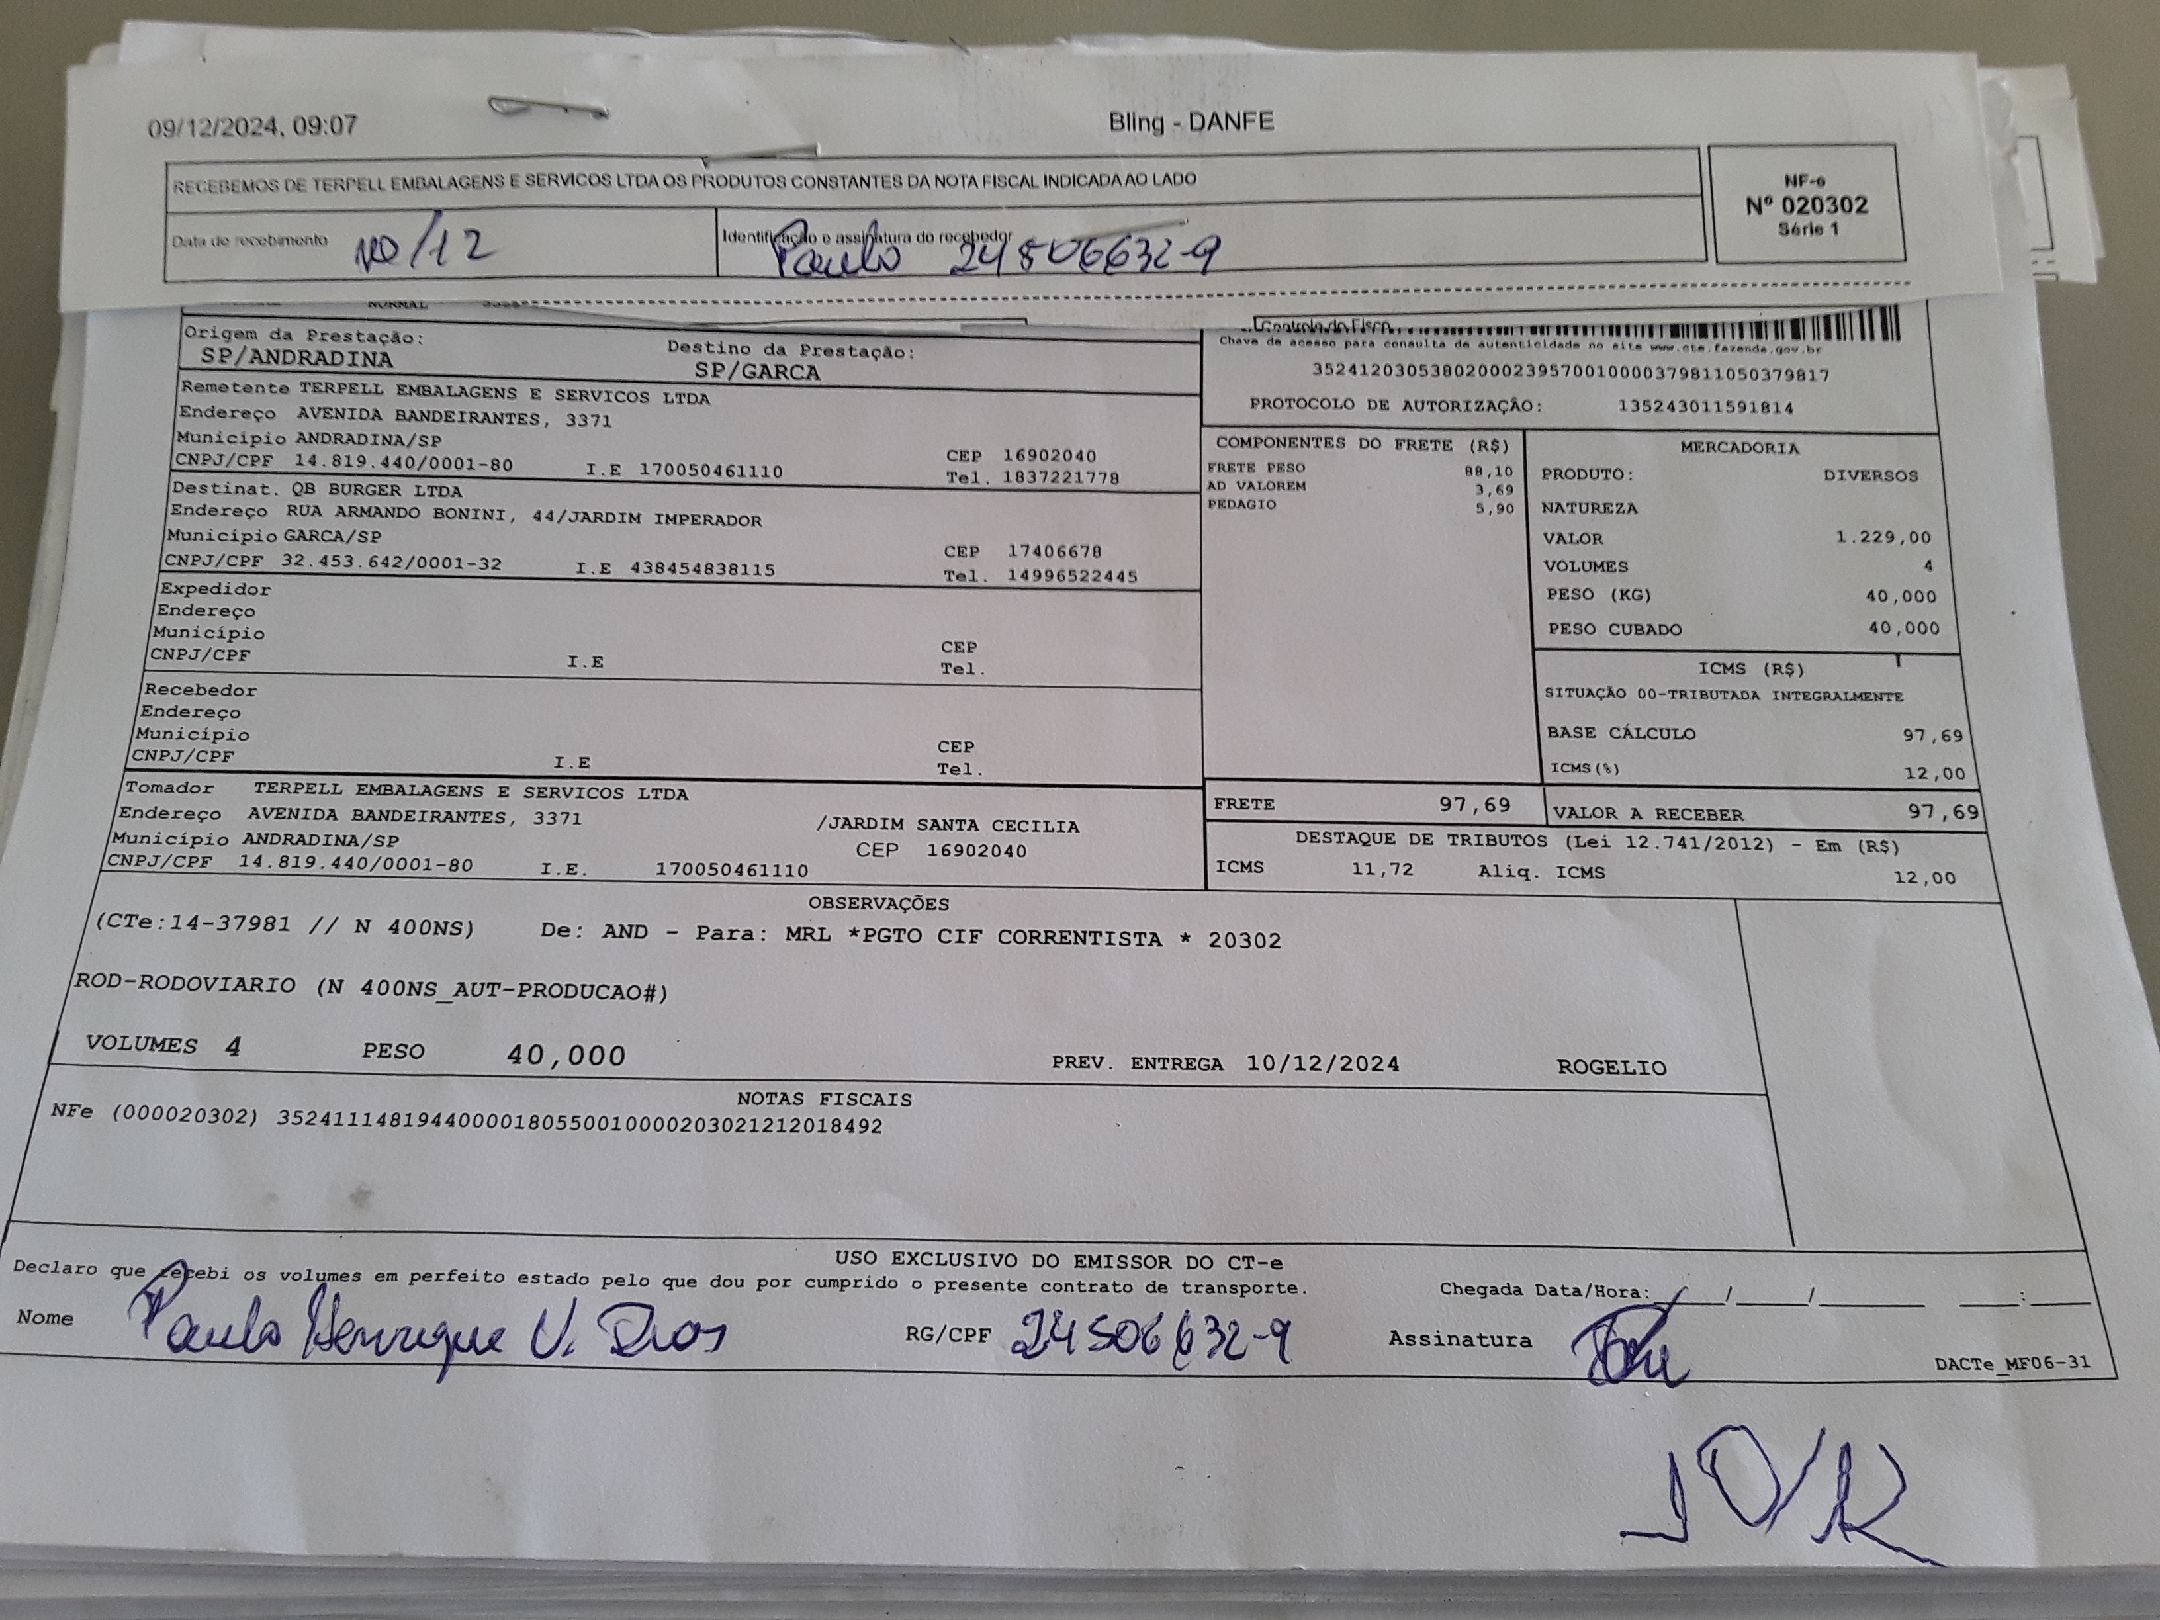 09/12/2024, 09:07 Bling - DANFE
RECEBEMOS DE TERPELL EMBALAGENS E SERVICOS LTDA OS PRODUTOS CONSTANTES DA NOTA FISCAL INDICADA AO LADO
NF-e
Nº 020302
Série 1
Data de recebimento 10/12
Identificação e assinatura do recebedor
Paulo 24506632-9
NORMAL
Controle do Fisco
Chave de acesso para consulta de autenticidade no site www.cte.fazenda.gov.br
35241203053802000239570010000379811050379817
PROTOCOLO DE AUTORIZAÇÂO: 135243011591814
Origem da Prestação: Destino da Prestação:
SP/ANDRADINA SP/GARCA
Remetente TERPELL EMBALAGENS E SERVICOS LTDA
Endereço AVENIDA BANDEIRANTES, 3371
Município ANDRADINA/SP CEP 16902040
CNPJ/CPF 14.819.440/0001-80 I.E 170050461110 Tel. 1837221778
Destinat. QB BURGER LTDA
Endereço RUA ARMANDO BONINI, 44/JARDIM IMPERADOR
Município GARCA/SP CEP 17406678
CNPJ/CPF 32.453.642/0001-32 I.E 438454838115 Tel. 14996522445
Expedidor
Endereço
Município CEP
CNPJ/CPF I.E Tel.
Recebedor
Endereço
Município CEP
CNPJ/CPF I.E Tel.
Tomador TERPELL EMBALAGENS E SERVICOS LTDA
Endereço AVENIDA BANDEIRANTES, 3371 /JARDIM SANTA CECILIA
Município ANDRADINA/SP CEP 16902040
CNPJ/CPF 14.819.440/0001-80 I.E. 170050461110
COMPONENTES DO FRETE (R$)
FRETE PESO 88,10
AD VALOREM 3,69
PEDAGIO 5,90
MERCADORIA
PRODUTO: DIVERSOS
NATUREZA
VALOR 1.229,00
VOLUMES 4
PESO (KG) 40,000
PESO CUBADO 40,000
ICMS (R$)
SITUAÇÃO 00-TRIBUTADA INTEGRALMENTE
BASE CÁLCULO 97,69
ICMS(%) 12,00
FRETE 97,69 VALOR A RECEBER 97,69
DESTAQUE DE TRIBUTOS (Lei 12.741/2012) - Em (R$)
ICMS 11,72 Aliq. ICMS 12,00
OBSERVAÇÕES
(CTe:14-37981 // N 400NS) De: AND - Para: MRL *PGTO CIF CORRENTISTA * 20302
ROD-RODOVIARIO (N 400NS_AUT-PRODUCAO#)
VOLUMES 4 PESO 40,000 PREV. ENTREGA 10/12/2024 ROGELIO
NOTAS FISCAIS
NFe (000020302) 35241114819440000180550010000203021212018492
USO EXCLUSIVO DO EMISSOR DO CT-e
Declaro que recebi os volumes em perfeito estado pelo que dou por cumprido o presente contrato de transporte. Chegada Data/Hora:____/____/______ ____:____
Nome Paulo Henrique V. Dias RG/CPF 24506632-9 Assinatura
DACTe_MF06-31